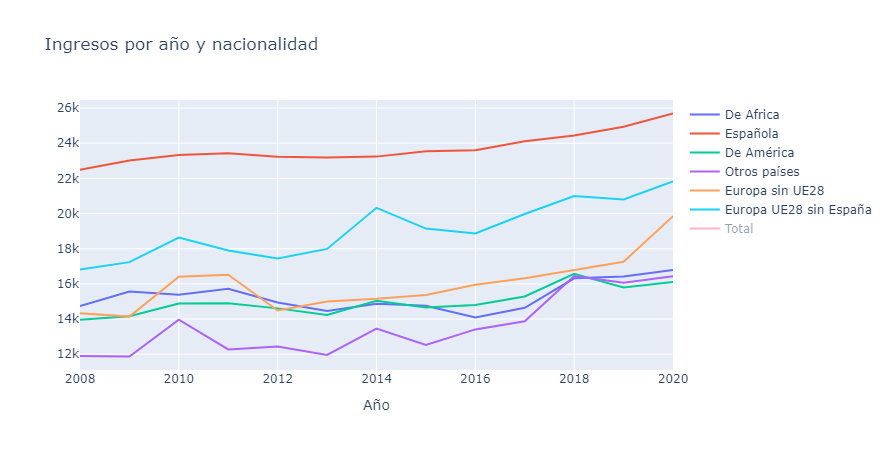 Ingresos por año y nacionalidad
26k
24k
22k
20k
18k
16k
14k
12k
2008 2010 2012 2014 2016 2018 2020
Año
De Africa
Española
De América
Otros países
Europa sin UE28
Europa UE28 sin España
Total